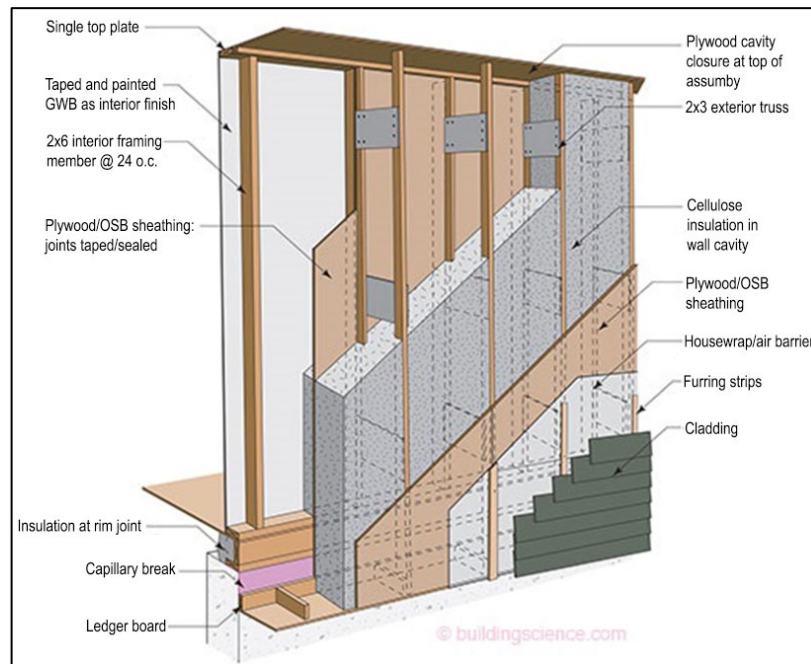 Single top plate
Taped and painted
GWB as interior finish
2x6 interior framing
member @ 24 o.c.
Plywood/OSB sheathing:
joints taped/sealed
Insulation at rim joint
Capillary break
Ledger board
Plywood cavity
closure at top of
assumby
2x3 exterior truss
Cellulose
insulation in
wall cavity
Plywood/OSB
sheathing
Housewrap/air barrier
Furring strips
Cladding
© buildingscience.com